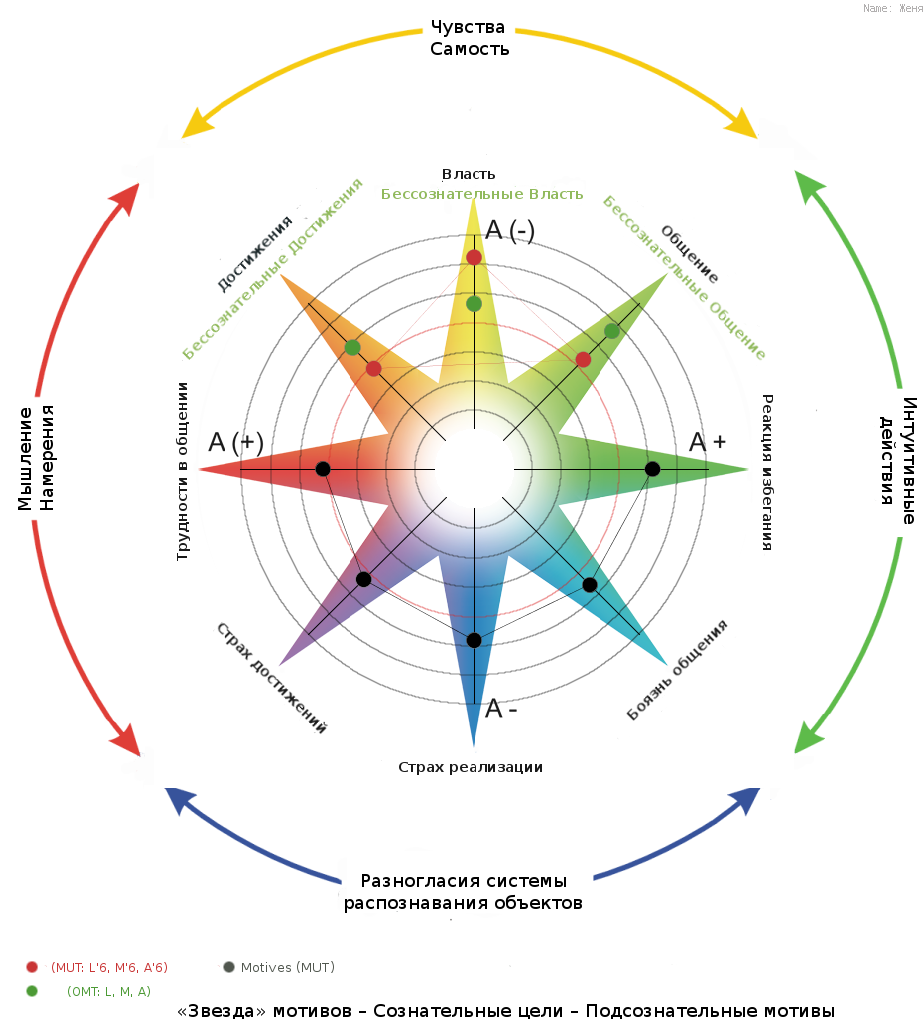 Name: Женя
Чувства
Самость
Власть
Бессознательные Власть
A (-)
Достижения
Бессознательные Достижения
Общение
Бессознательные Общение
Мышление
Намерения
Трудности в общении
A (+)
A +
Реакция избегания
Интуитивные
действия
Страх достижений
Боязнь общения
A -
Страх реализации
Разногласия системы
распознавания объектов
(MUT: L'6, M'6, A'6)
Motives (MUT)
(OMT: L, M, A)
«Звезда» мотивов – Сознательные цели – Подсознательные мотивы